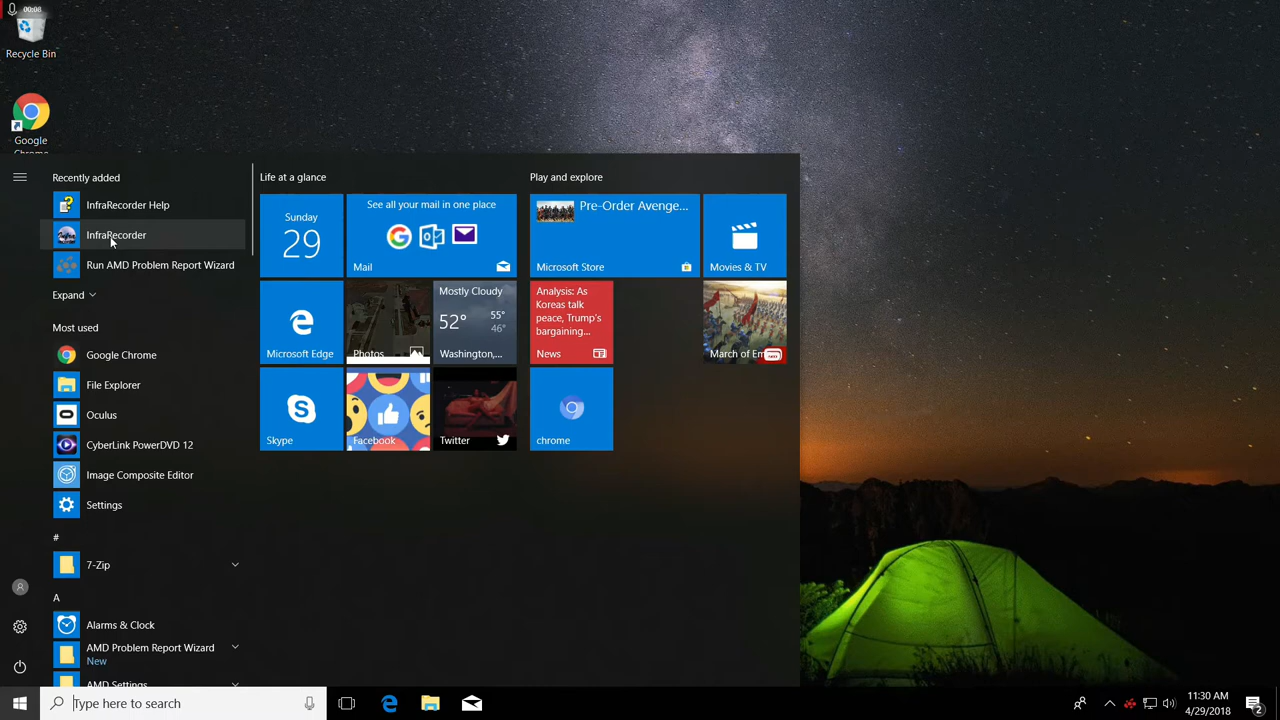 00:08
Recycle Bin
Google
Chrome
Recently added
InfraRecorder Help
InfraRecorder
Run AMD Problem Report Wizard
Expand
Most used
Google Chrome
File Explorer
Oculus
CyberLink PowerDVD 12
Image Composite Editor
Settings
#
7-Zip
A
Alarms & Clock
AMD Problem Report Wizard
New
AMD Settings
Life at a glance
Sunday
29
See all your mail in one place
Mail
Microsoft Edge
Photos
Mostly Cloudy
52°
55°
46°
Washington,...
Skype
Facebook
Twitter
Play and explore
Pre-Order Avenge...
Microsoft Store
Movies & TV
Analysis: As
Koreas talk
peace, Trump's
bargaining...
News
March of Em
chrome
Type here to search
11:30 AM
4/29/2018
2